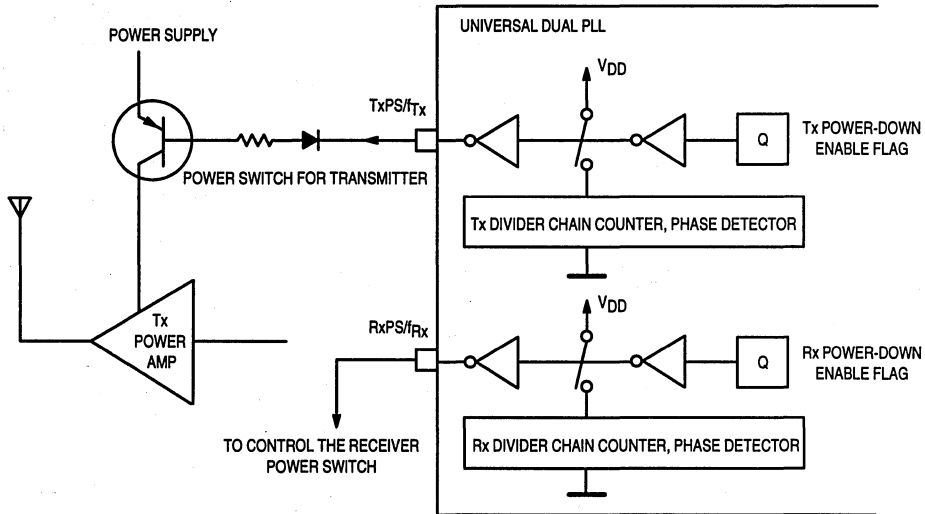 UNIVERSAL DUAL PLL
POWER SUPPLY
VDD
TxPS/fTx
Q
Tx POWER-DOWN
ENABLE FLAG
POWER SWITCH FOR TRANSMITTER
Tx DIVIDER CHAIN COUNTER, PHASE DETECTOR
VDD
Tx
POWER
AMP
RxPS/fRx
Q
Rx POWER-DOWN
ENABLE FLAG
TO CONTROL THE RECEIVER
POWER SWITCH
Rx DIVIDER CHAIN COUNTER, PHASE DETECTOR